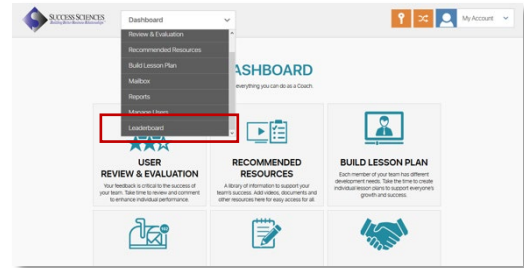 SUCCESS SCIENCES
Building Better Business Relationships
Dashboard
My Account
Review & Evaluation
Recommended Resources
Build Lesson Plan
Mailbox
Reports
Manage Users
Leaderboard
ASHBOARD
everything you can do as a Coach
USER
REVIEW & EVALUATION
Your feedback is critical to the success of
your team. Take time to review and comment
to enhance individual performance.
RECOMMENDED
RESOURCES
A library of information to support your
team's success. Add videos, documents and
other resources here for easy access for all.
BUILD LESSON PLAN
Each member of your team has different
development needs. Take the time to create
individual lesson plans to support everyone's
growth and success.